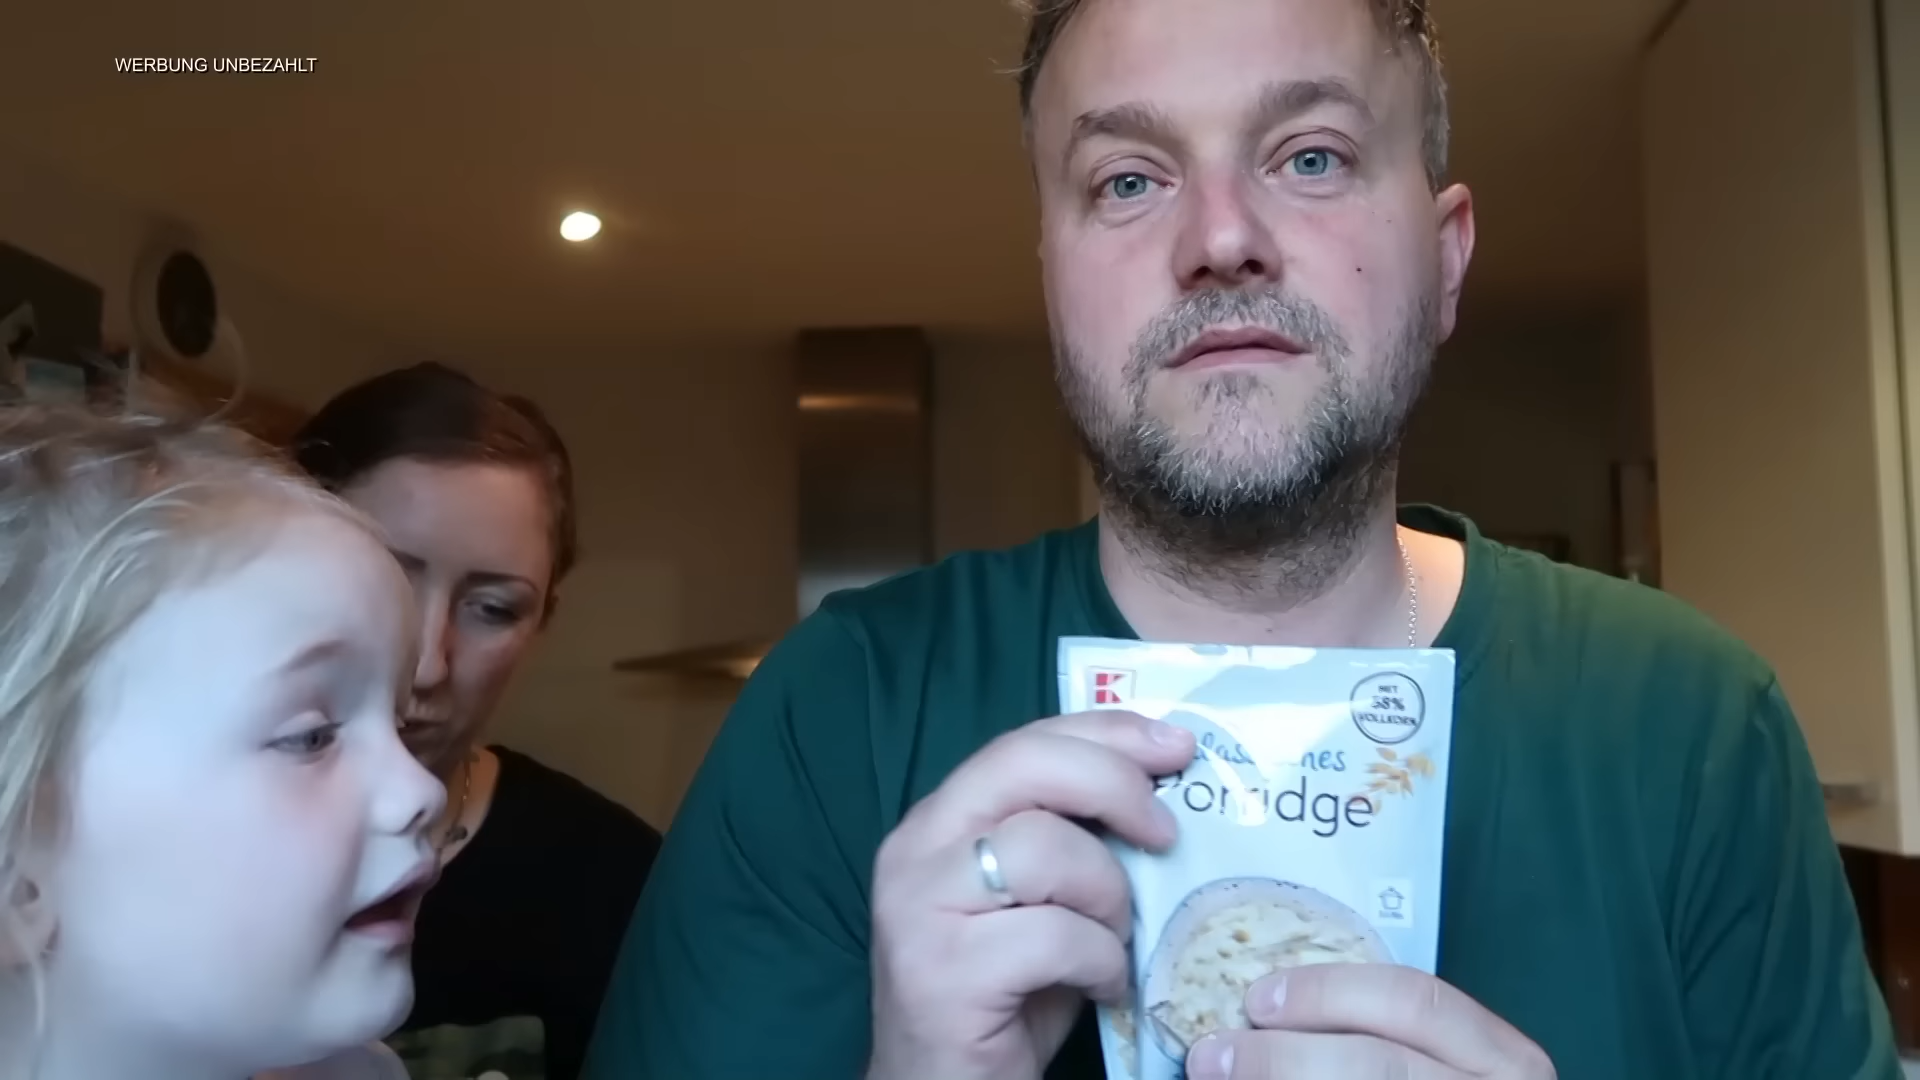 WERBUNG UNBEZAHLT
K
MIT
58%
VOLLKORN
Porridge